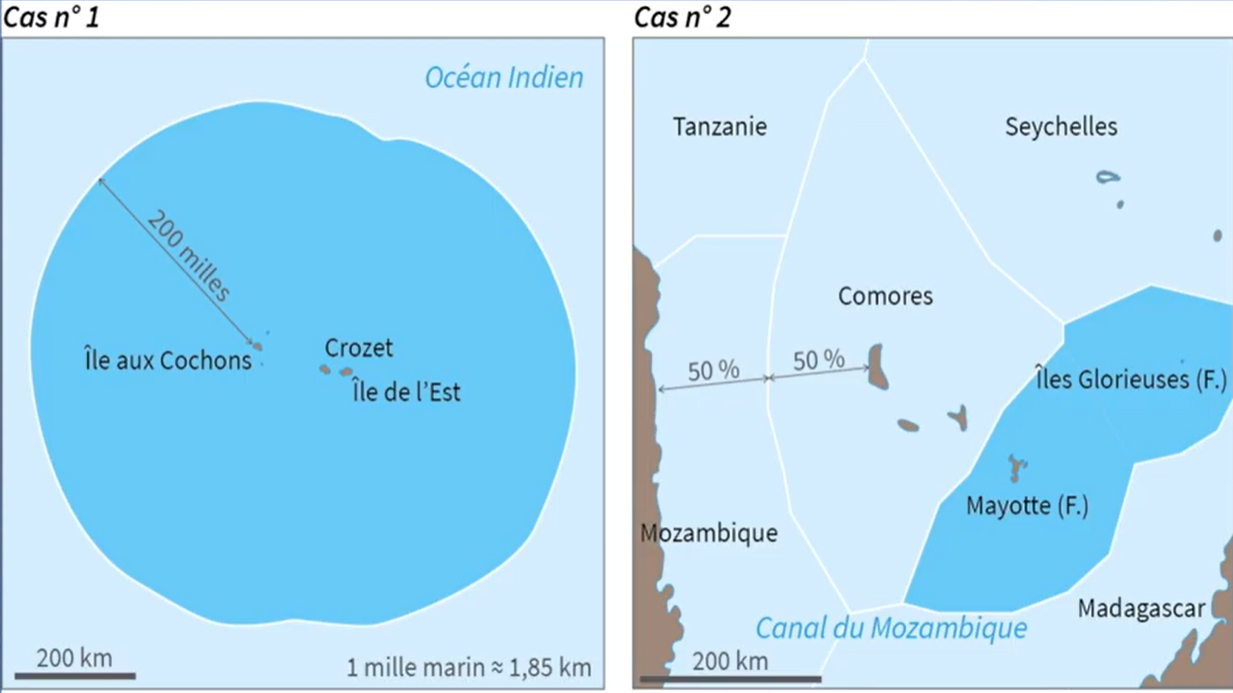 Cas n° 1
Océan Indien
200 milles
Île aux Cochons
Crozet
Île de l'Est
200 km
1 mille marin ≈ 1,85 km
Cas n° 2
Tanzanie
Seychelles
Comores
50 %
50 %
Îles Glorieuses (F.)
Mayotte (F.)
Mozambique
Madagascar
Canal du Mozambique
200 km